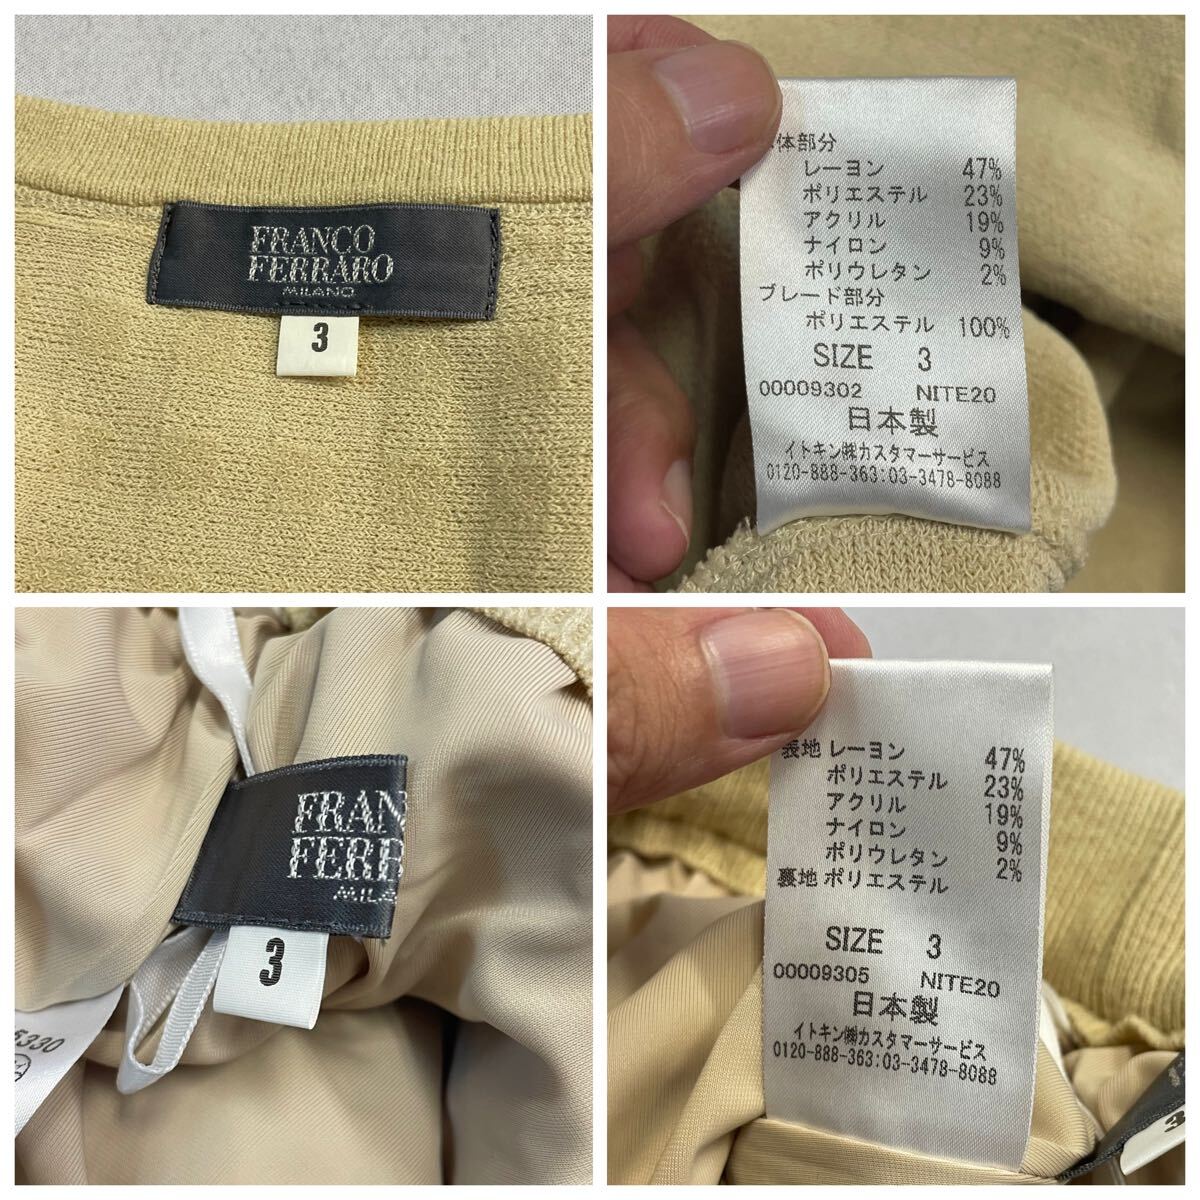 FRANCO
FERRARO
MILANO
3
体部分
レーヨン 47%
ポリエステル 23%
アクリル 19%
ナイロン 9%
ポリウレタン 2%
ブレード部分
ポリエステル 100%
SIZE 3
00009302 NITE20
日本製
イトキン㈱カスタマーサービス
0120-888-363:03-3478-8088
FRAN
FERR
MILA
3
5330
表地 レーヨン 47%
ポリエステル 23%
アクリル 19%
ナイロン 9%
ポリウレタン 2%
裏地 ポリエステル
SIZE 3
00009305 NITE20
日本製
イトキン㈱カスタマーサービス
0120-888-363:03-3478-8088
3